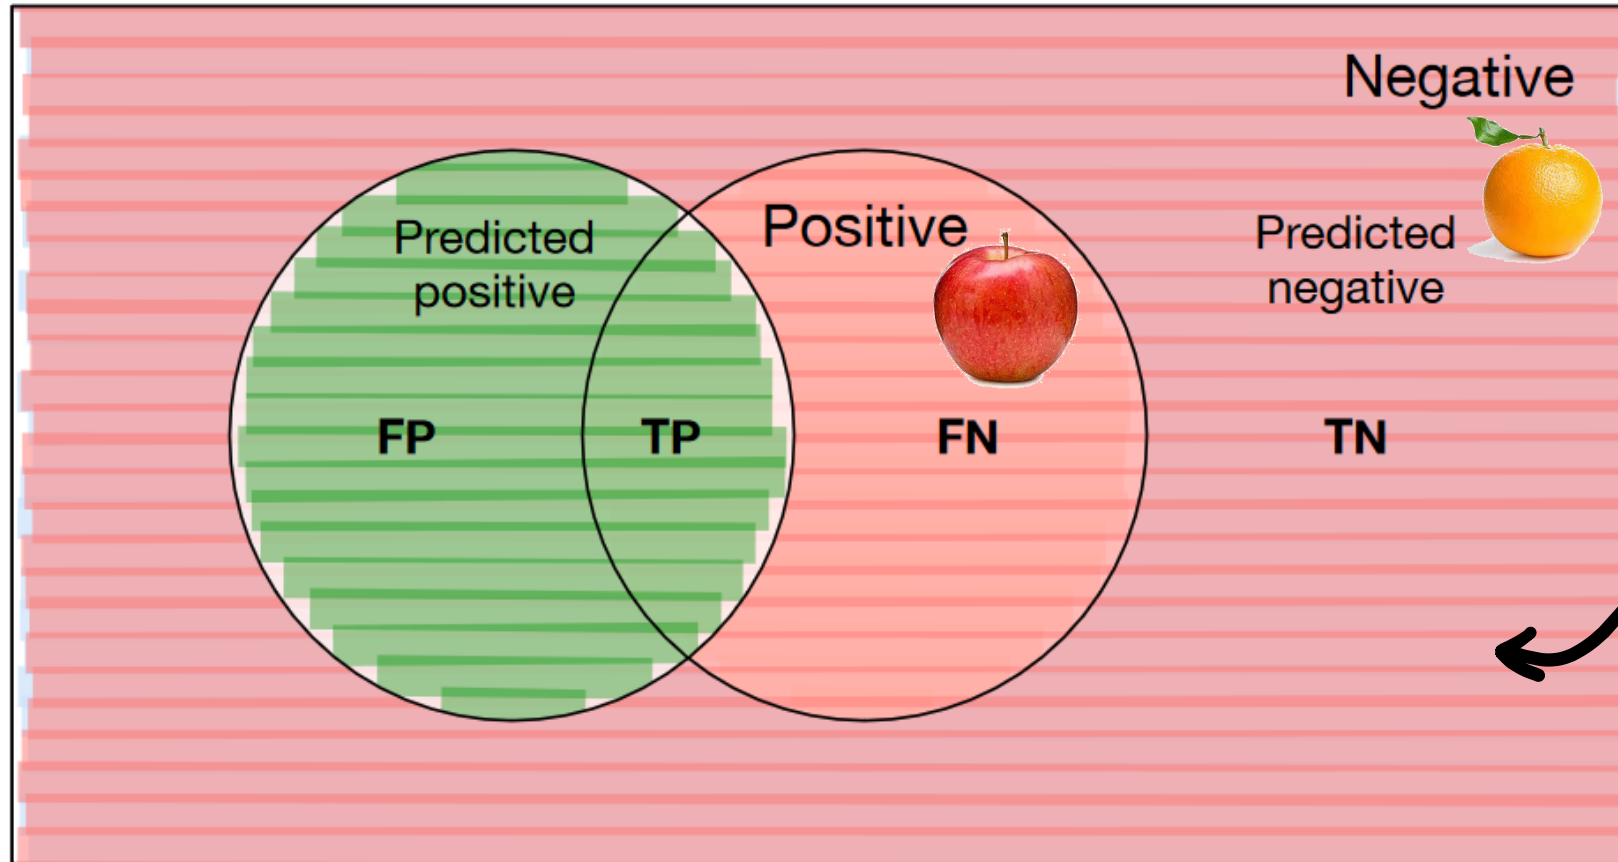 Negative
Positive
Predicted
positive
Predicted
negative
FP
TP
FN
TN